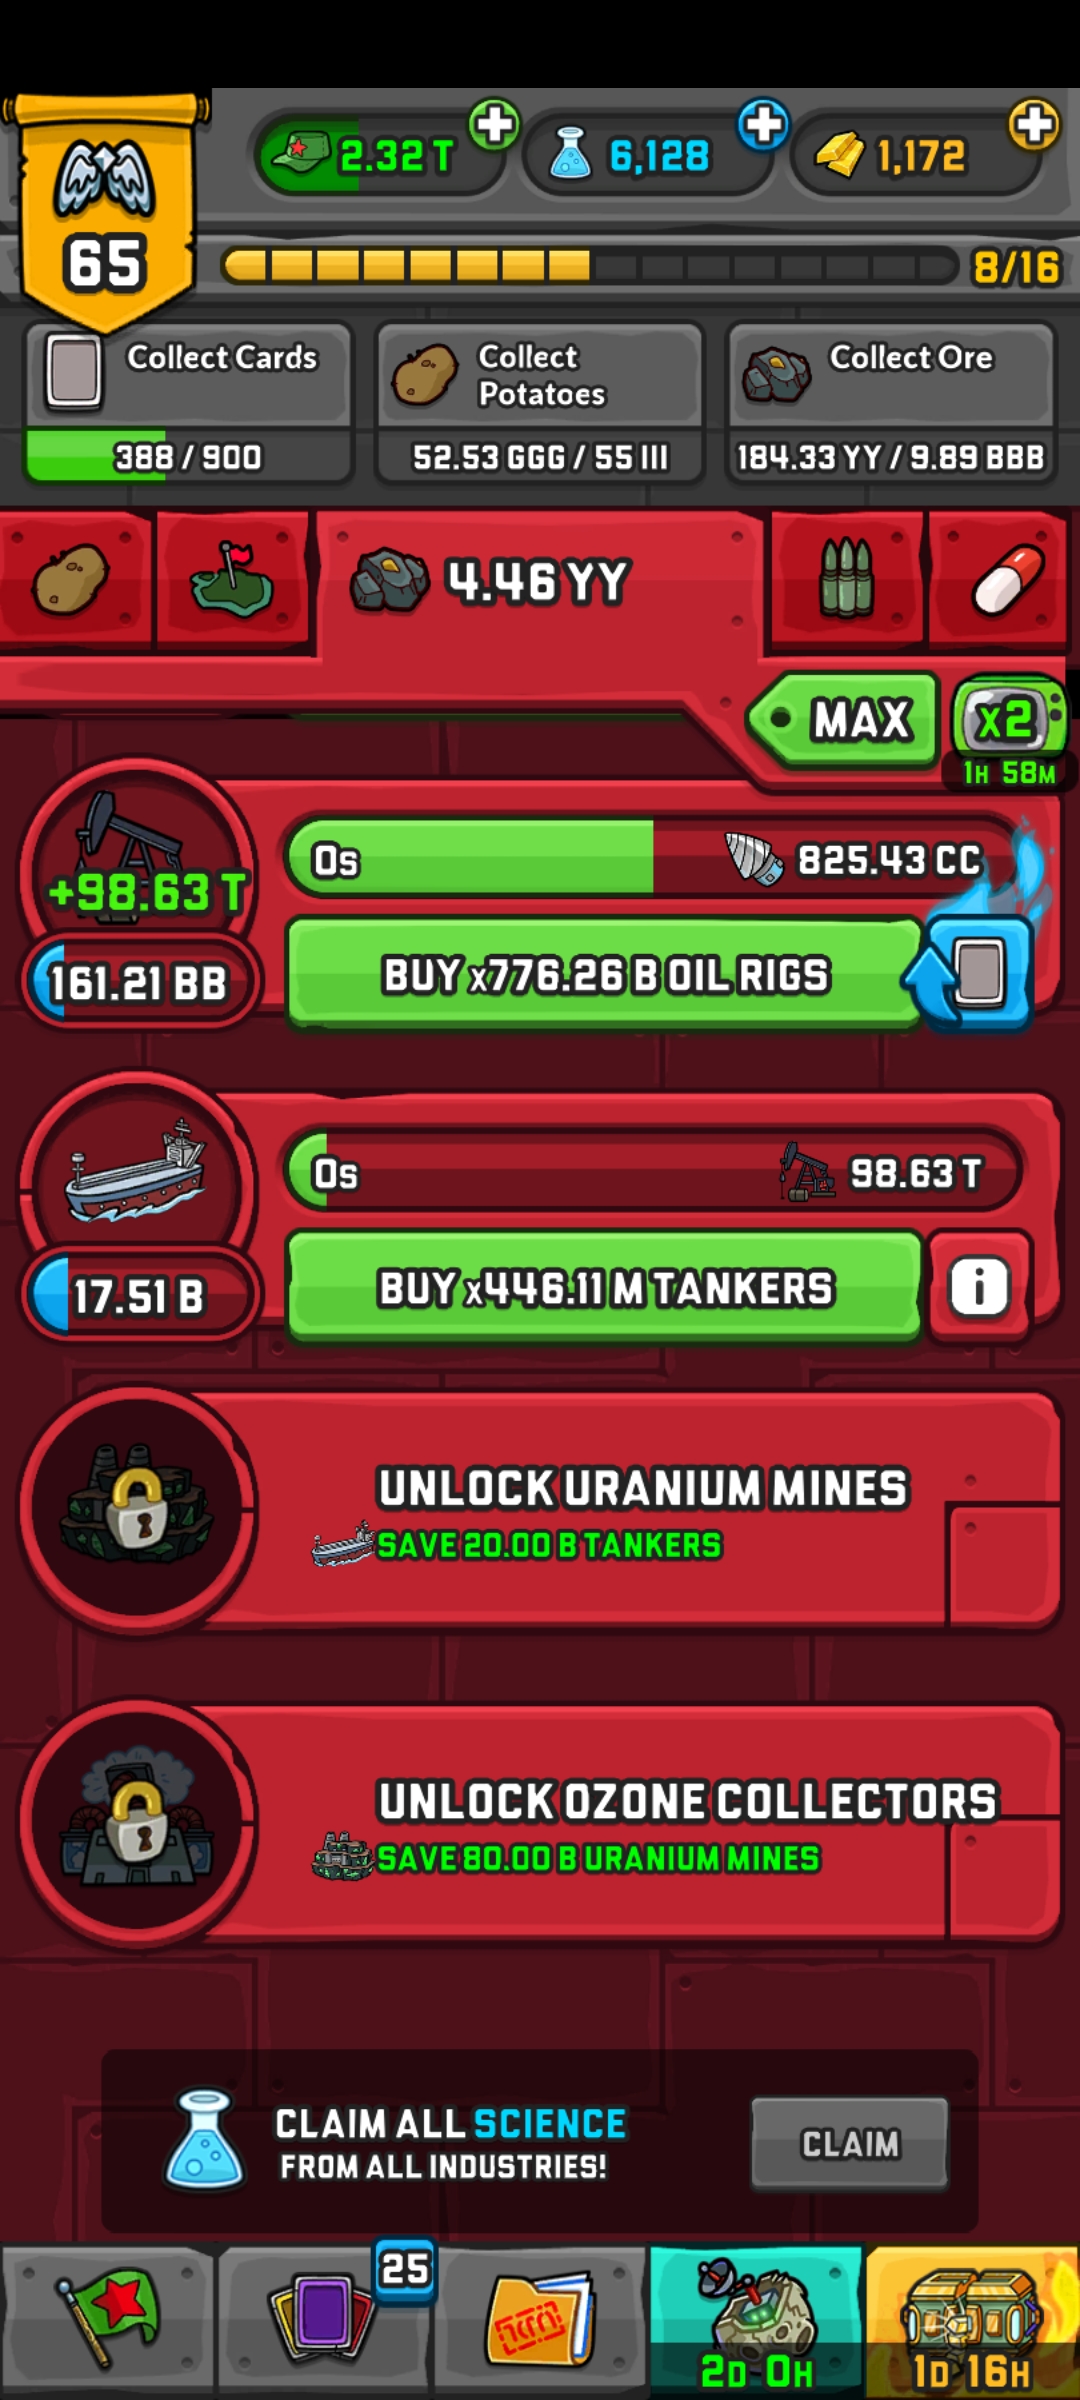 2.32 T
6,128
1,172
65
8/16
Collect Cards
388 / 900
Collect
Potatoes
52.53 GGG / 55 III
Collect Ore
184.33 YY / 9.89 BBB
4.46 YY
MAX
x2
1H 58M
+98.63 T
0s
825.43 CC
161.21 BB
BUY x776.26 B OIL RIGS
0s
98.63 T
17.51 B
BUY x446.11 M TANKERS
i
UNLOCK URANIUM MINES
SAVE 20.00 B TANKERS
UNLOCK OZONE COLLECTORS
SAVE 80.00 B URANIUM MINES
CLAIM ALL SCIENCE
FROM ALL INDUSTRIES!
CLAIM
25
2D 0H
1D 16H